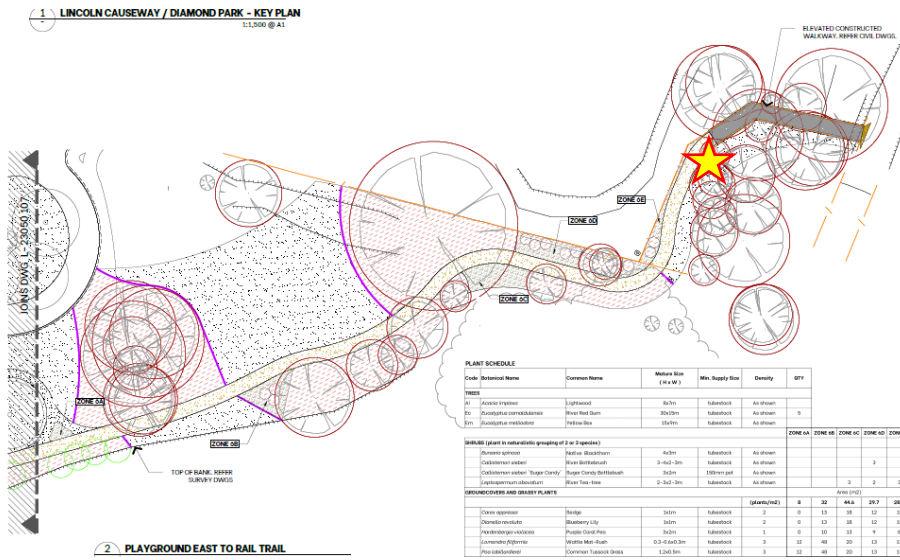 1 LINCOLN CAUSEWAY / DIAMOND PARK - KEY PLAN
- 1:1,500 @ A1
ELEVATED CONSTRUCTED
WALKWAY. REFER CIVIL DWGS.
IONS DWG L - 23050 107
ZONE 6E
ZONE 6D
ZONE 6C
ZONE 6A
ZONE 6B
TOP OF BANK. REFER
SURVEY DWGS
PLANT SCHEDULE
Code Botanical Name Common Name Mature Size (H x W) Min. Supply Size Density QTY
TREES
Ai Acacia implexa Lightwood 8x7m tubestock As shown
Ec Eucalyptus camaldulensis River Red Gum 30x15m tubestock As shown 5
Em Eucalyptus melliodora Yellow Box 15x9m tubestock As shown
ZONE 6A ZONE 6B ZONE 6C ZONE 6D
SHRUBS (plant in naturalistic grouping of 2 or 3 species)
Bursaria spinosa Native Blackthorn 4x3m tubestock As shown
Callistemon sieberi River Bottlebrush 3-4x2-3m tubestock As shown 3
Callistemon sieberi 'Sugar Candy' Sugar Candy Bottlebrush 3x2m 150mm pot As shown
Leptospermum obovatum River Tea-tree 2-3x2-3m tubestock As shown 3 2
GROUNDCOVERS AND GRASSY PLANTS Area (m2)
(plants/m2) 8 32 44.6 29.7
Carex appressa Sedge 1x1m tubestock 2 0 13 18 12
Dianella revoluta Blueberry Lily 1x1m tubestock 2 0 13 18 12
Hardenbergia violacea Purple Coral Pea 3x2m tubestock 1 0 10 13 9
Lomandra filiformis Wattle Mat-Rush 0.3-0.6x0.3m tubestock 3 12 48 20 13
Poa labillardierei Common Tussock Grass 1.2x0.5m tubestock 3 12 48 20 13
2 PLAYGROUND EAST TO RAIL TRAIL